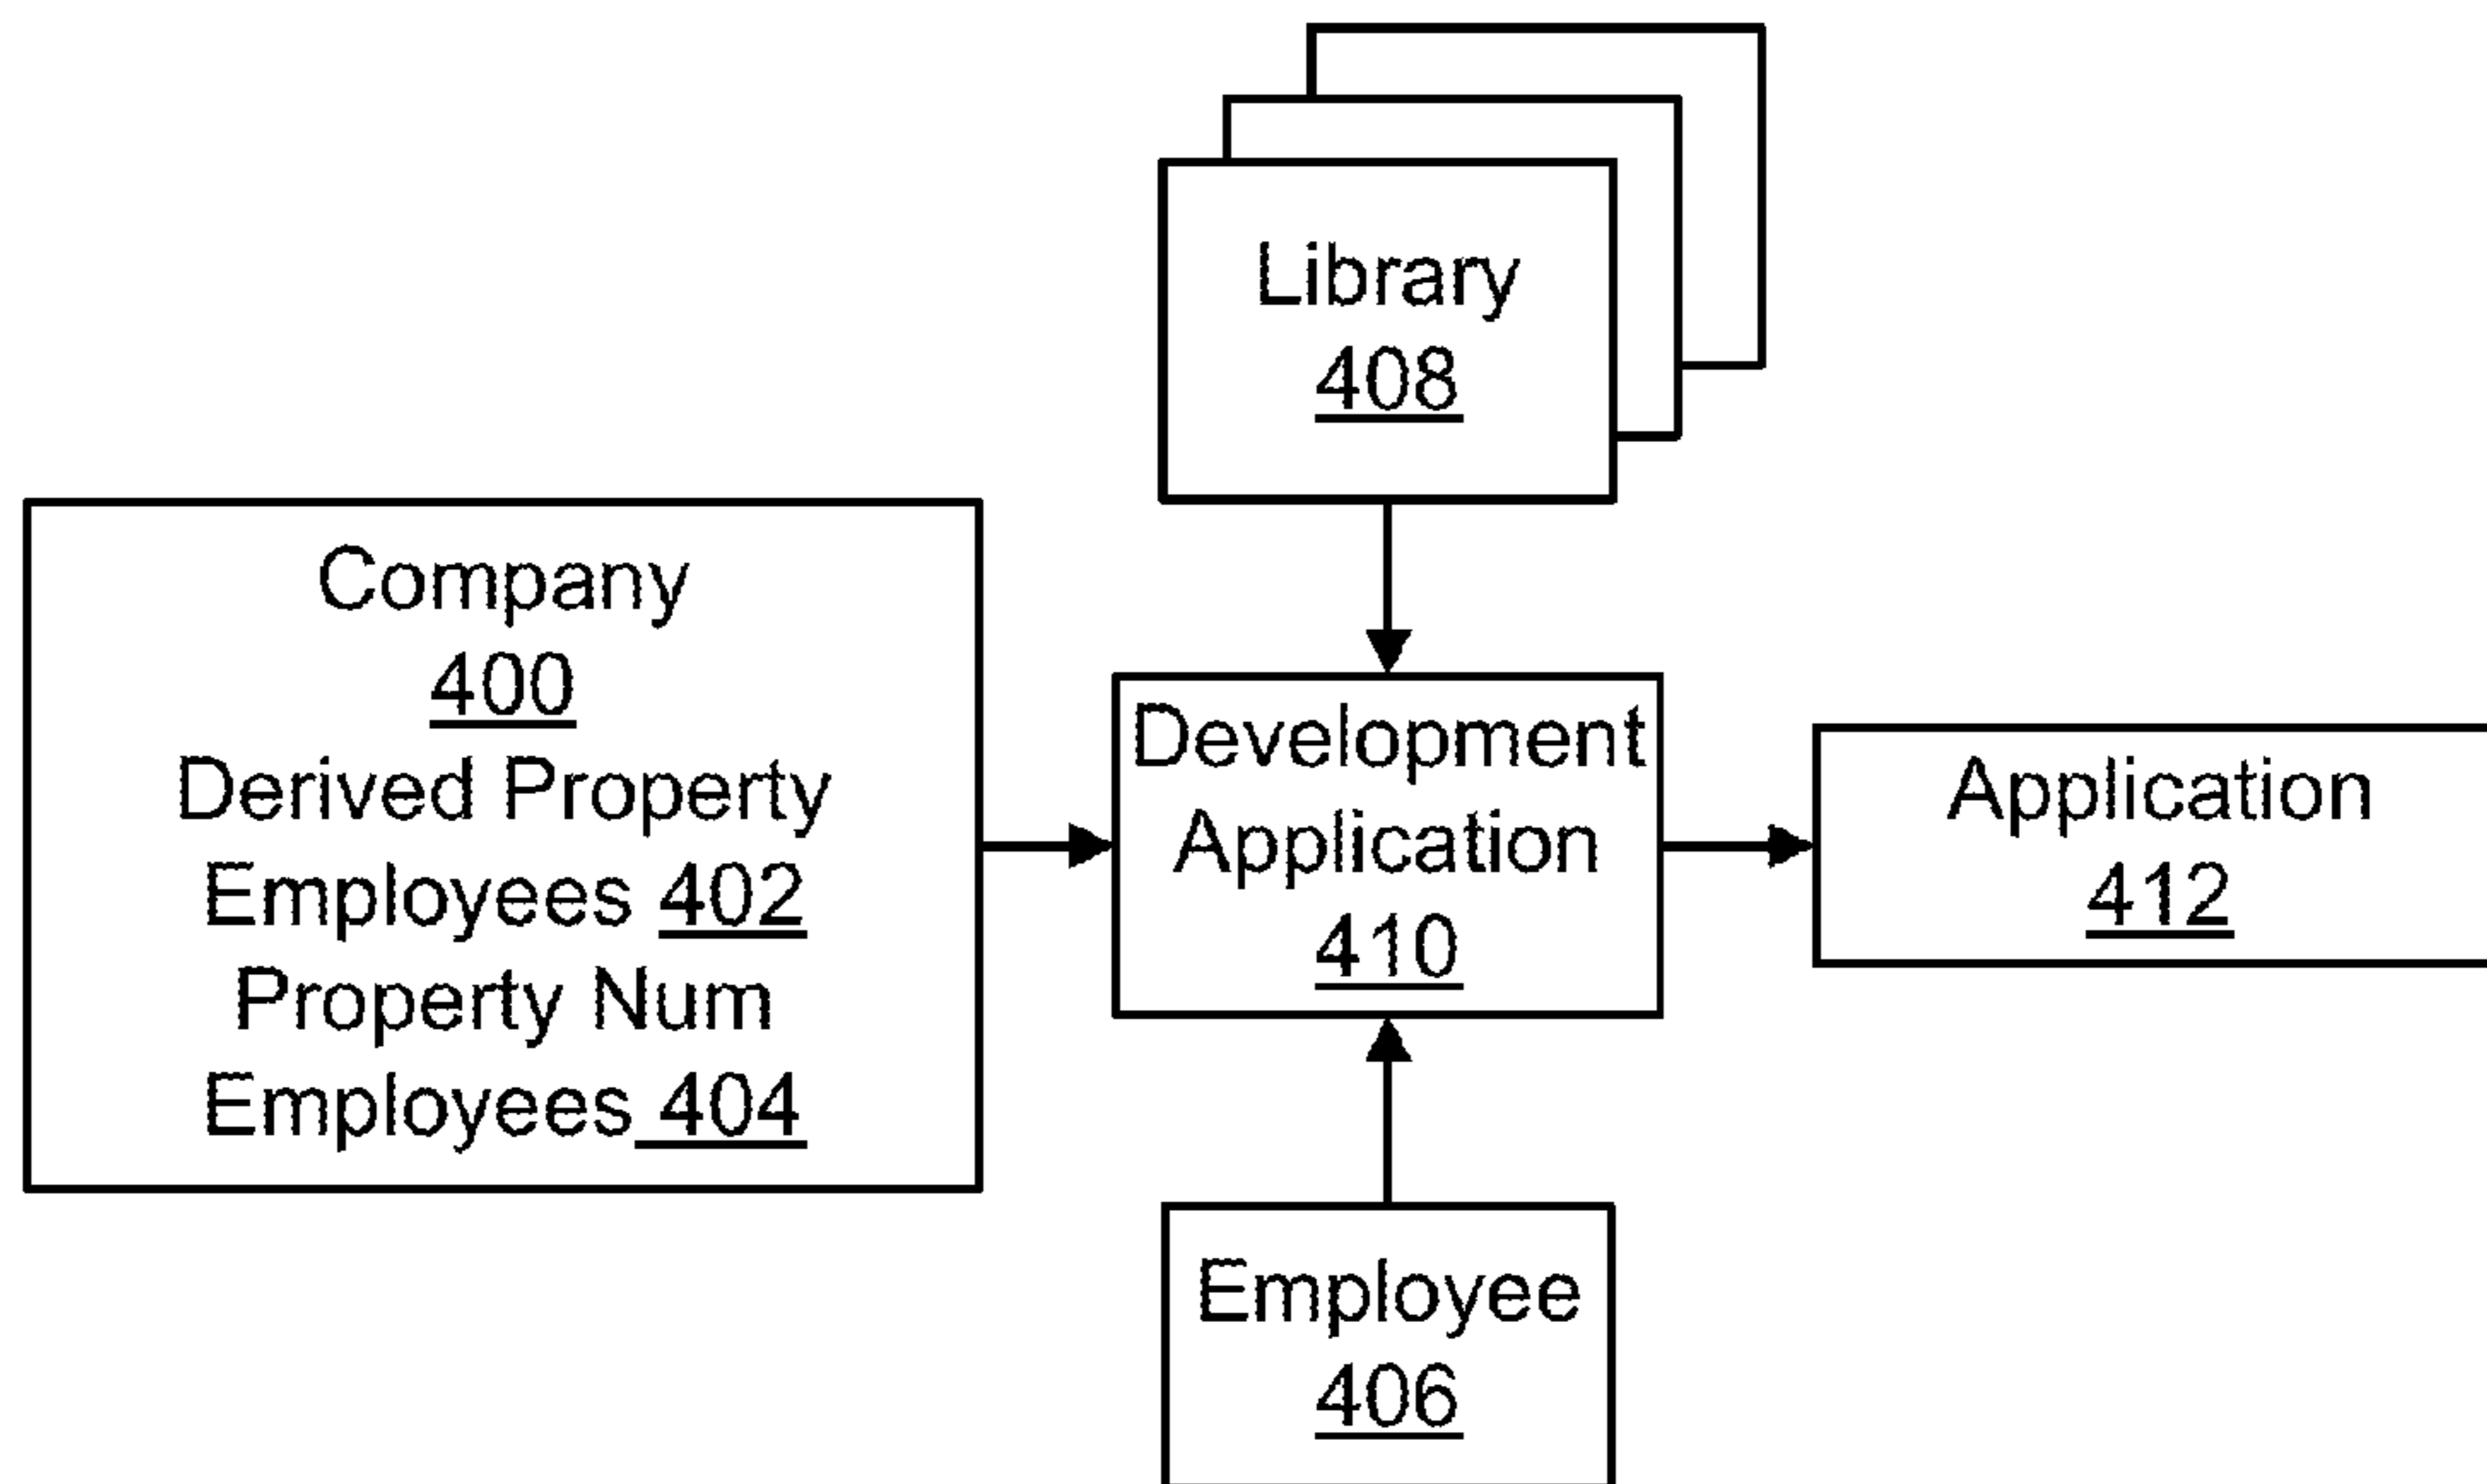 Library
408
Company
400
Derived Property
Employees 402
Property Num
Employees 404
Development
Application
410
Application
412
Employee
406